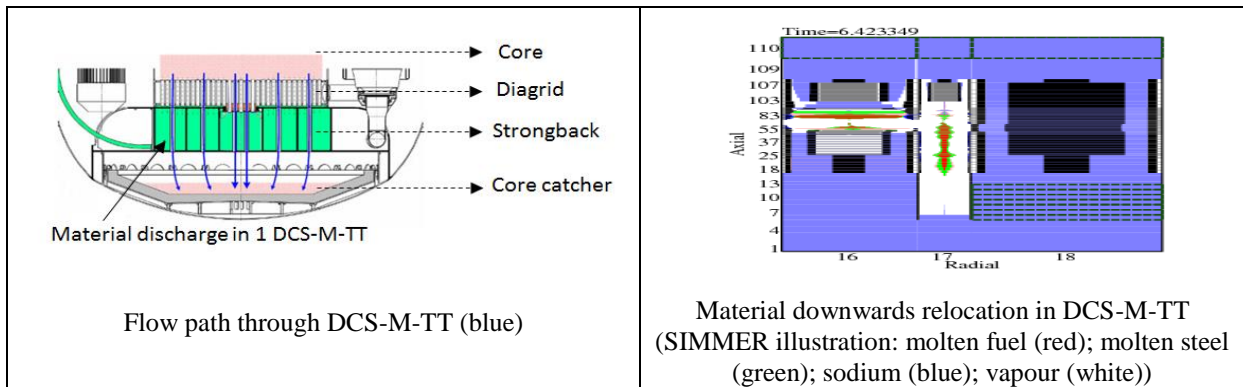 Core
Diagrid
Strongback
Core catcher
Material discharge in 1 DCS-M-TT
Flow path through DCS-M-TT (blue)
Time=6.423349
110
109
107
103
83
55
37
25
18
13
10
7
4
1
Axial
16
17
18
Radial
Material downwards relocation in DCS-M-TT
(SIMMER illustration: molten fuel (red); molten steel
(green); sodium (blue); vapour (white))